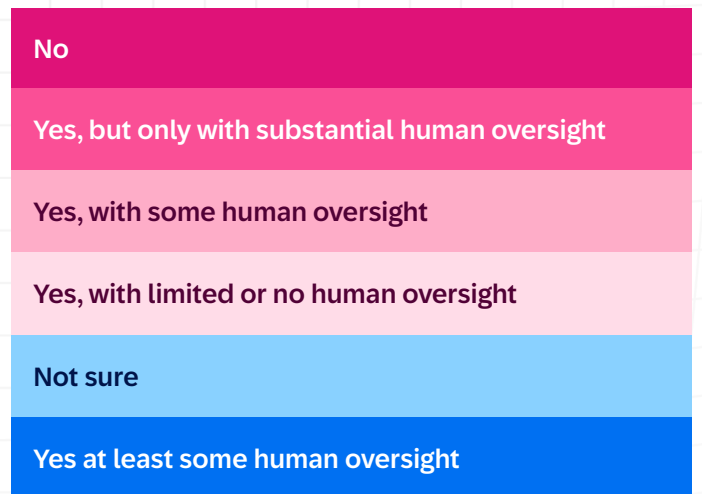 No
Yes, but only with substantial human oversight
Yes, with some human oversight
Yes, with limited or no human oversight
Not sure
Yes at least some human oversight